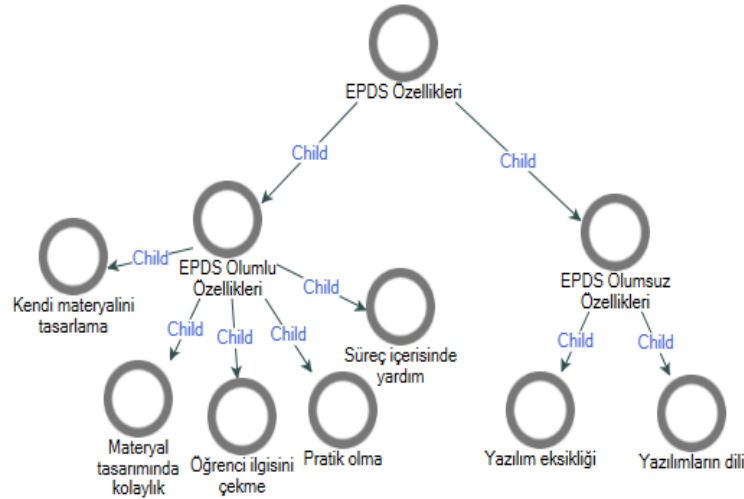 EPDS Özellikleri
Child
Child
EPDS Olumlu
Özellikleri
EPDS Olumsuz
Özellikleri
Child
Child
Child
Child
Child
Child
Child
Kendi materyalini
tasarlama
Materyal
tasarımında
kolaylık
Öğrenci ilgisini
çekme
Pratik olma
Süreç içerisinde
yardım
Yazılım eksikliği
Yazılımların dili